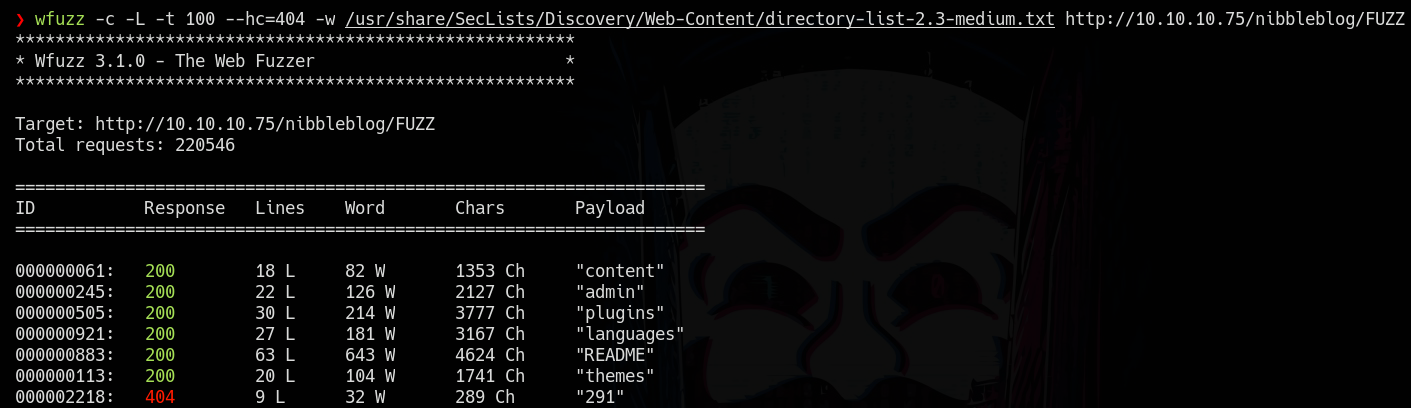 ❯ wfuzz -c -L -t 100 --hc=404 -w /usr/share/SecLists/Discovery/Web-Content/directory-list-2.3-medium.txt http://10.10.10.75/nibbleblog/FUZZ
********************************************************
* Wfuzz 3.1.0 - The Web Fuzzer                         *
********************************************************
Target: http://10.10.10.75/nibbleblog/FUZZ
Total requests: 220546
=====================================================================
ID           Response   Lines    Word       Chars       Payload
=====================================================================
000000061:   200        18 L     82 W       1353 Ch     "content"
000000245:   200        22 L     126 W      2127 Ch     "admin"
000000505:   200        30 L     214 W      3777 Ch     "plugins"
000000921:   200        27 L     181 W      3167 Ch     "languages"
000000883:   200        63 L     643 W      4624 Ch     "README"
000000113:   200        20 L     104 W      1741 Ch     "themes"
000002218:   404        9 L      32 W       289 Ch      "291"